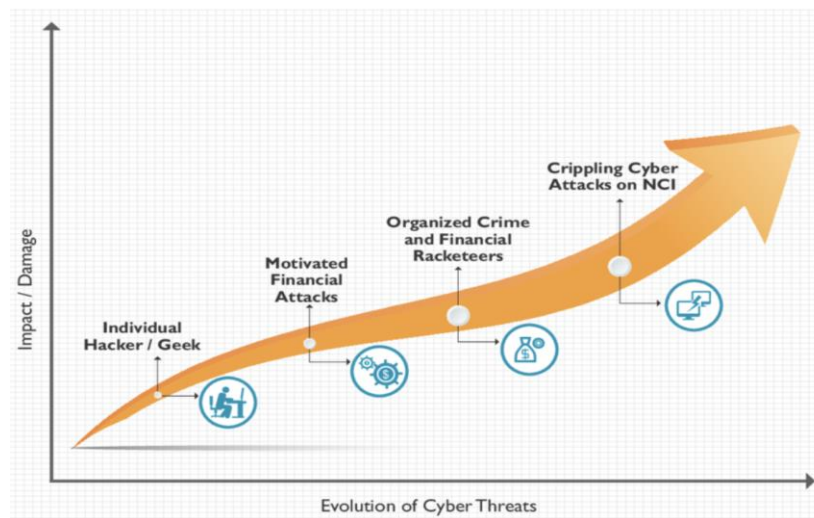 Crippling Cyber
Attacks on NCI
Organized Crime
and Financial
Racketeers
Motivated
Financial
Attacks
Individual
Hacker / Geek
Impact / Damage
$
$
Evolution of Cyber Threats